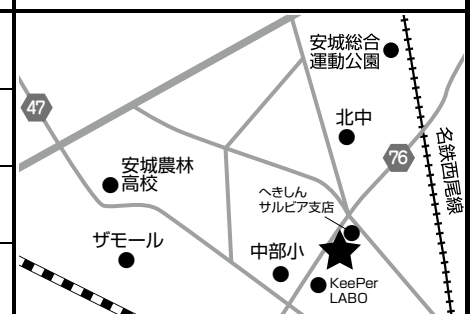 安城総合
運動公園
47
北中
76
名鉄西尾線
安城農林
高校
へきしん
サルビア支店
ザモール
中部小
KeePer
LABO